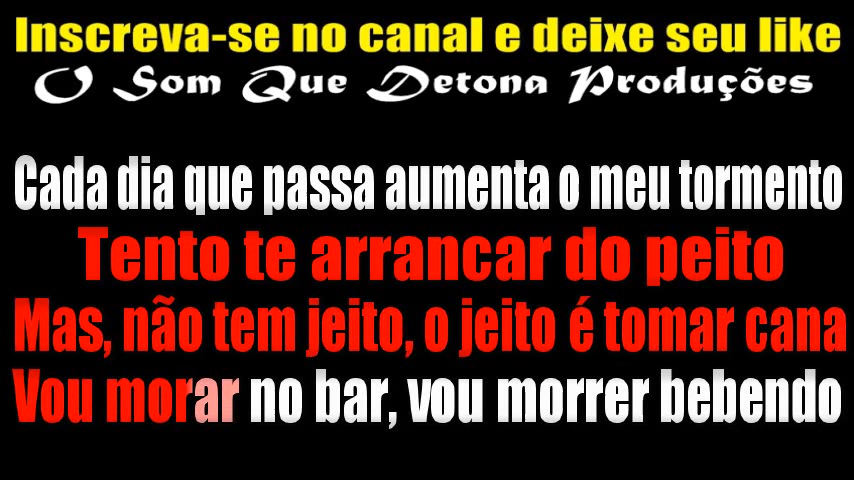 Inscreva-se no canal e deixe seu like
O Som Que Detona Produções
Cada dia que passa aumenta o meu tormento
Tento te arrancar do peito
Mas, não tem jeito, o jeito é tomar cana
Vou morar no bar, vou morrer bebendo